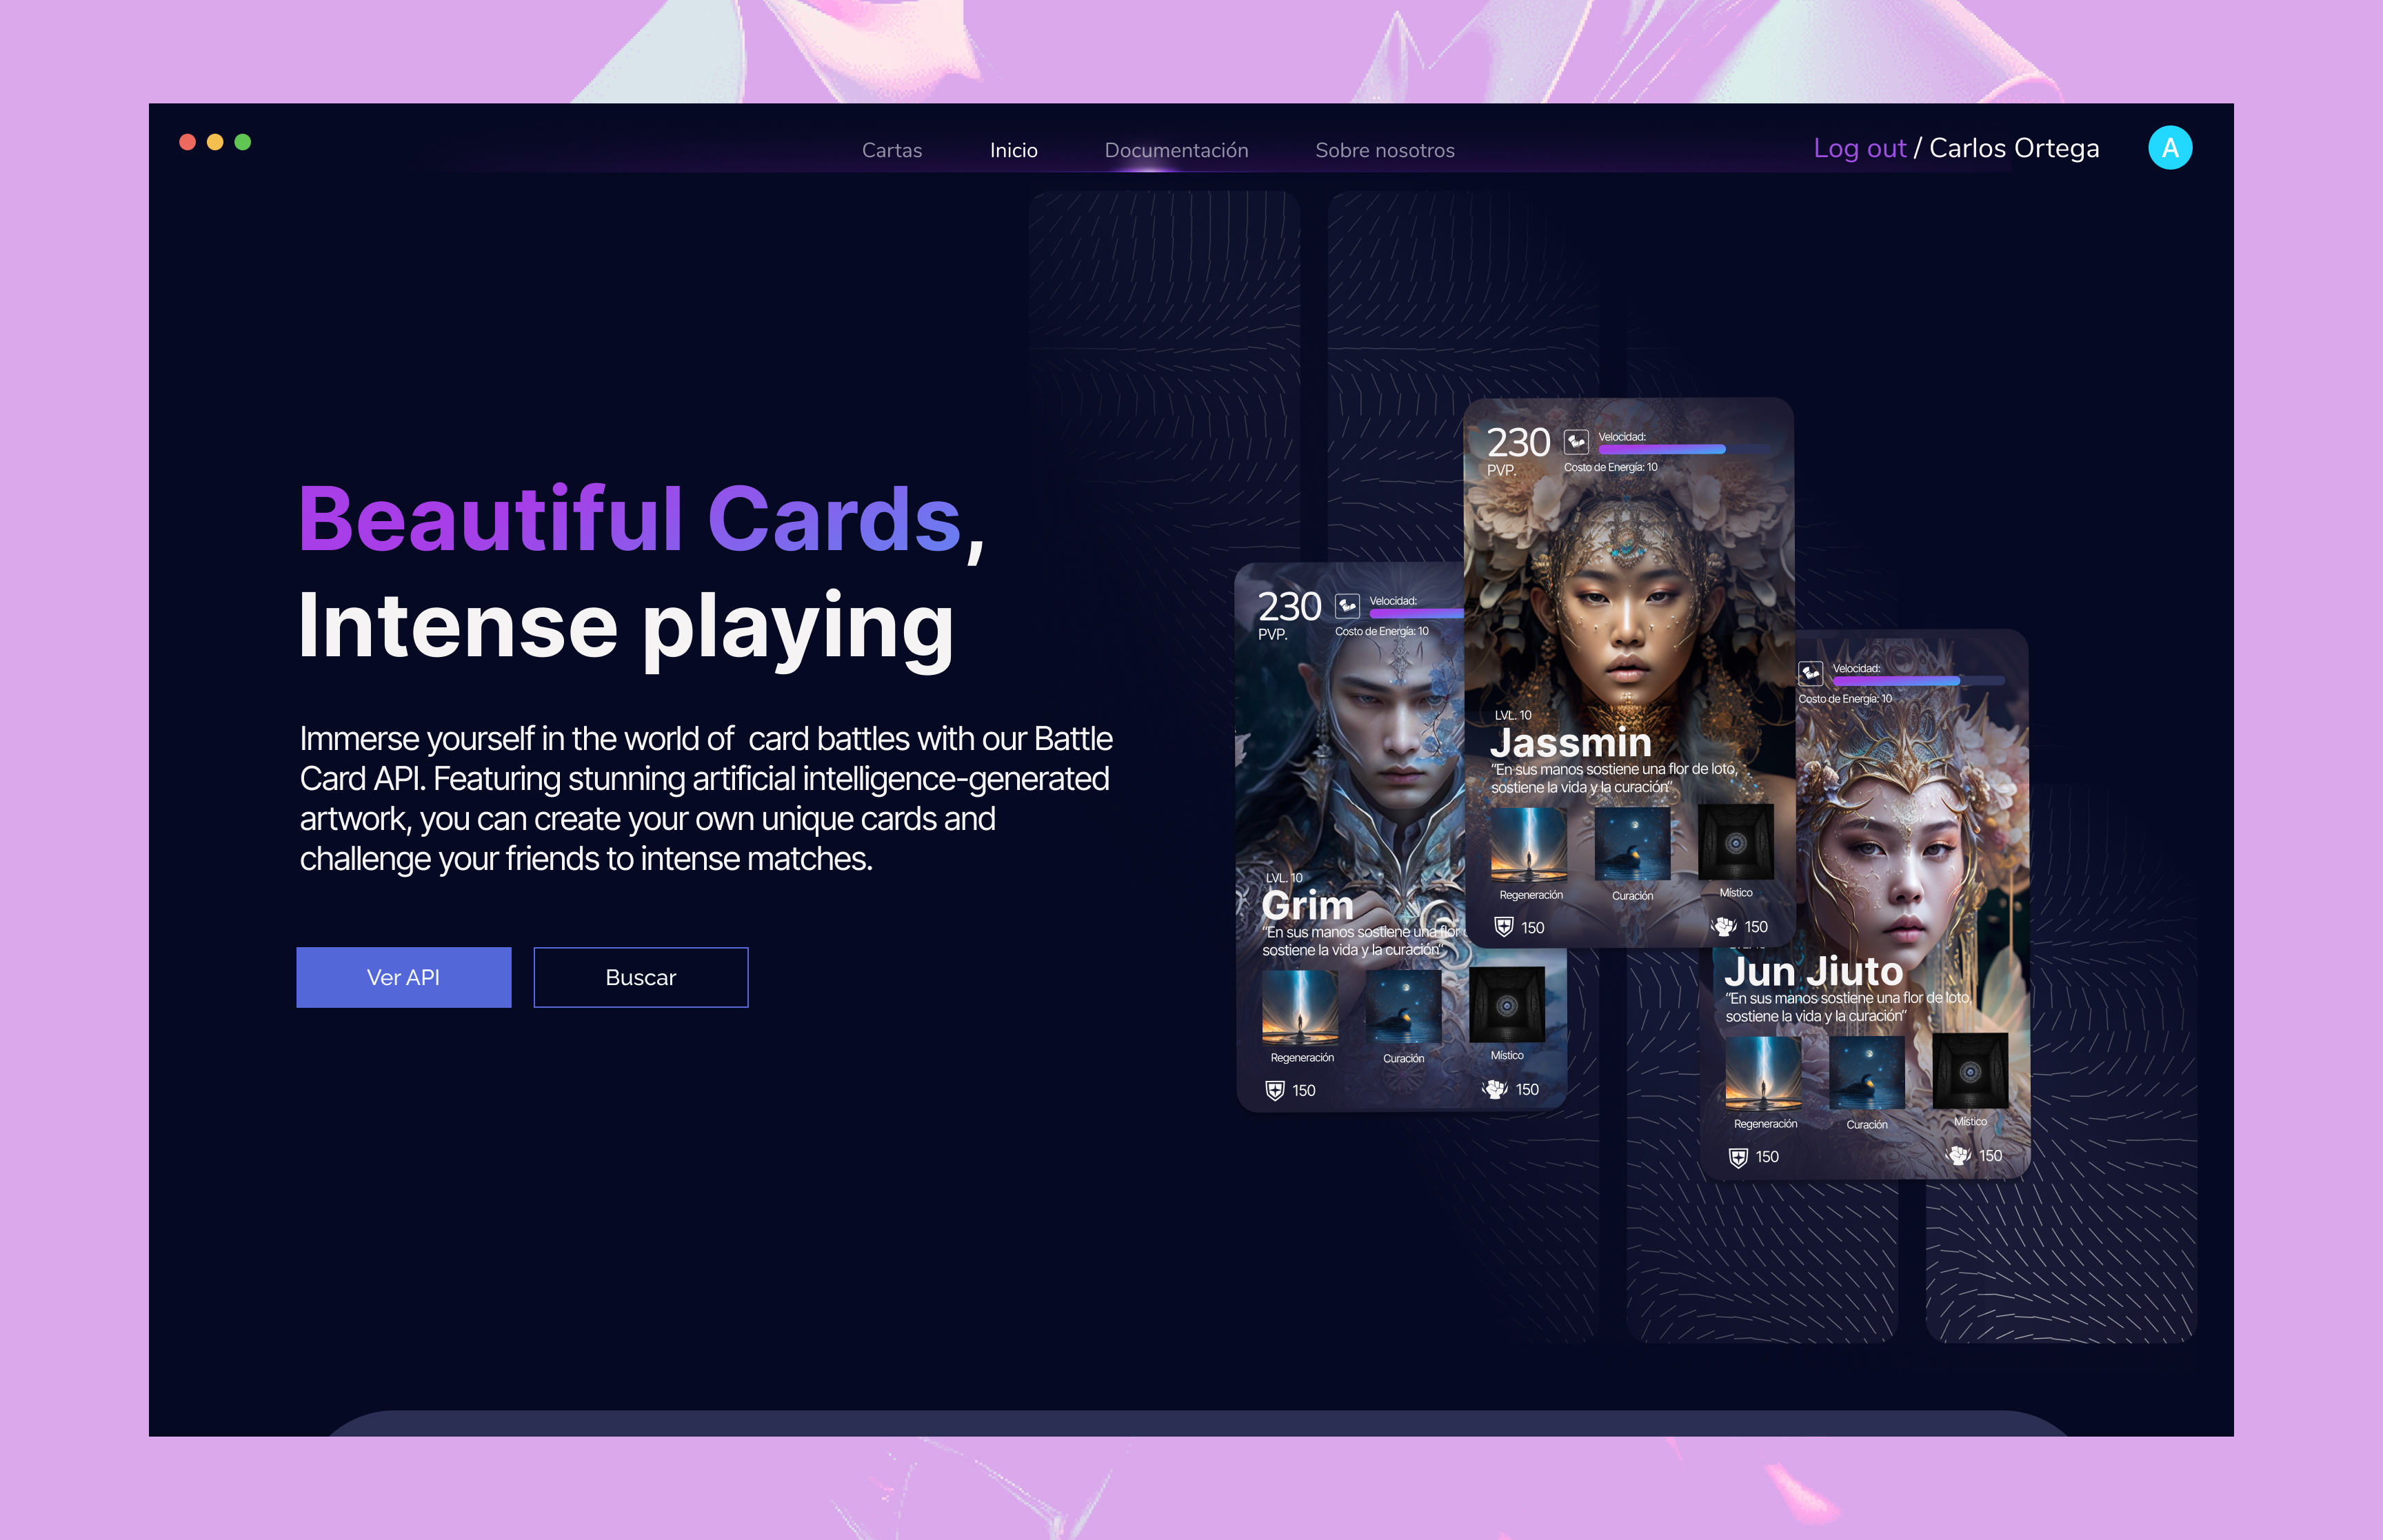 Cartas
Inicio
Documentación
Sobre nosotros
Log out / Carlos Ortega
A
Beautiful Cards,
Intense playing
Immerse yourself in the world of  card battles with our Battle
Card API. Featuring stunning artificial intelligence-generated
artwork, you can create your own unique cards and
challenge your friends to intense matches.
Ver API
Buscar
230
PVP.
Velocidad:
Costo de Energía: 10
LVL. 10
Grim
“En sus manos sostiene una flor
sostiene la vida y la curación”
Regeneración
Curación
Místico
150
150
230
PVP.
Velocidad:
Costo de Energía: 10
LVL. 10
Jassmin
“En sus manos sostiene una flor de loto,
sostiene la vida y la curación”
Regeneración
Curación
Místico
150
150
Velocidad:
Costo de Energía: 10
Jun Jiuto
“En sus manos sostiene una flor de loto,
sostiene la vida y la curación”
Regeneración
Curación
Místico
150
150